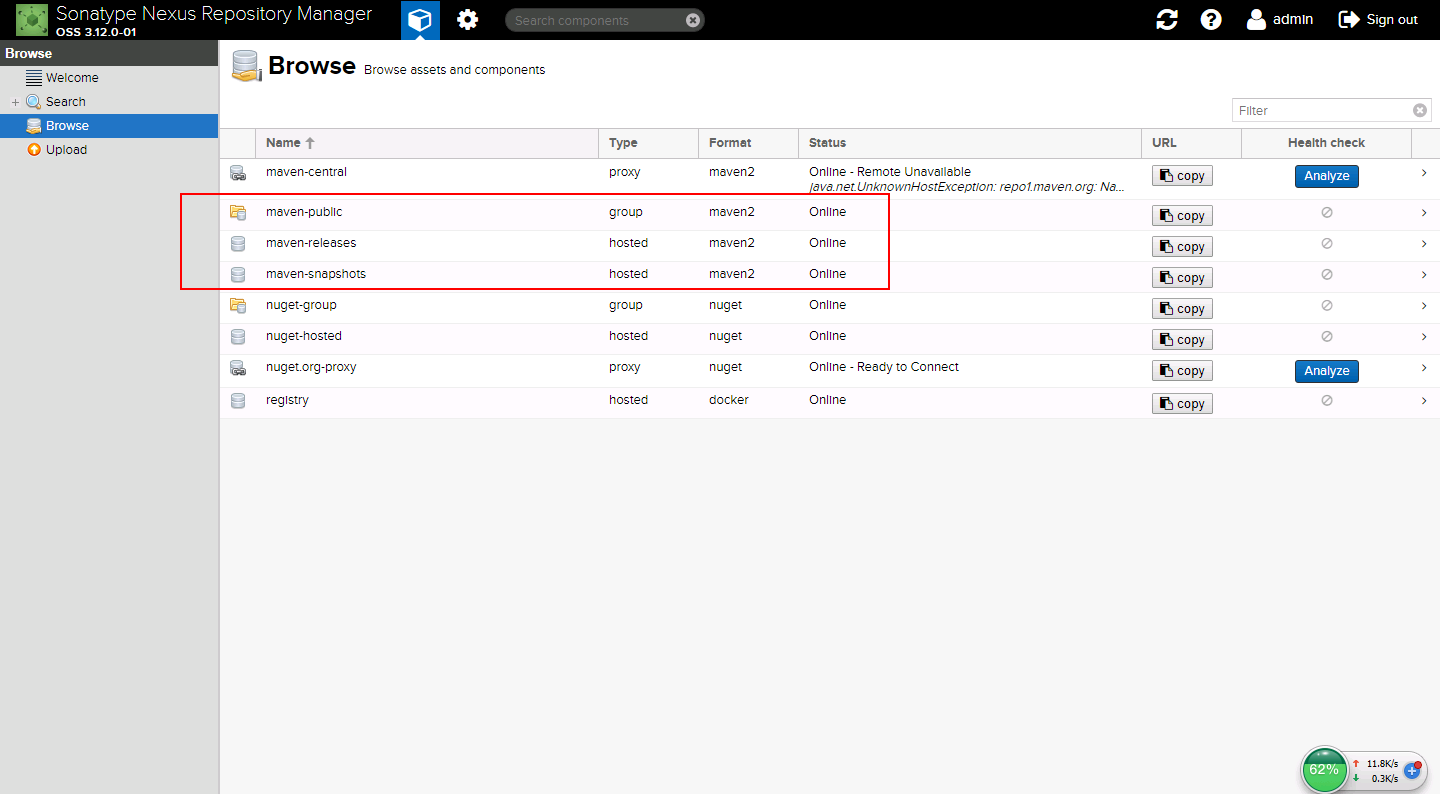 Sonatype Nexus Repository Manager
OSS 3.12.0-01
Search components
admin
Sign out
Browse
Welcome
Search
Browse
Upload
Browse Browse assets and components
Filter
Name Type Format Status URL Health check
maven-central proxy maven2 Online - Remote Unavailable copy Analyze
java.net.UnknownHostException: repo1.maven.org: Na...
maven-public group maven2 Online copy
maven-releases hosted maven2 Online copy
maven-snapshots hosted maven2 Online copy
nuget-group group nuget Online copy
nuget-hosted hosted nuget Online copy
nuget.org-proxy proxy nuget Online - Ready to Connect copy Analyze
registry hosted docker Online copy
62%
11.8K/s
0.3K/s